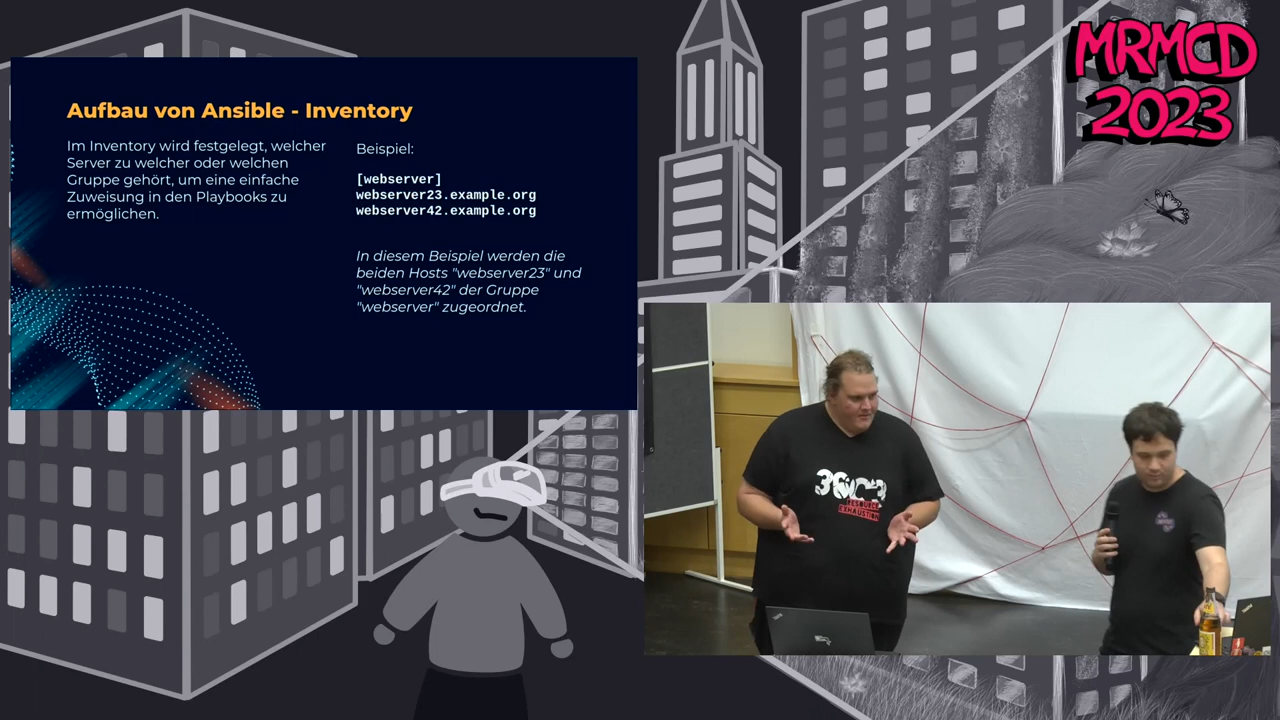 Aufbau von Ansible - Inventory
Im Inventory wird festgelegt, welcher
Server zu welcher oder welchen
Gruppe gehört, um eine einfache
Zuweisung in den Playbooks zu
ermöglichen.
Beispiel:
[webserver]
webserver23.example.org
webserver42.example.org
In diesem Beispiel werden die
beiden Hosts "webserver23" und
"webserver42" der Gruppe
"webserver" zugeordnet.
MRMCD
2023
RESOURCE
EXHAUSTION